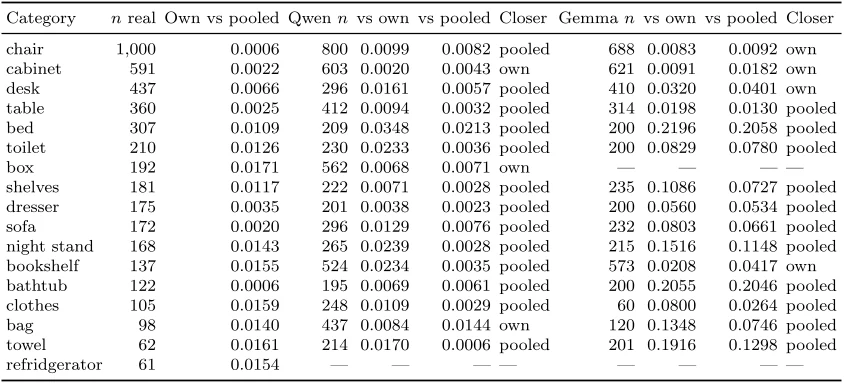 Category n real Own vs pooled Qwen n vs own vs pooled Closer Gemma n vs own vs pooled Closer
chair 1,000 0.0006 800 0.0099 0.0082 pooled 688 0.0083 0.0092 own
cabinet 591 0.0022 603 0.0020 0.0043 own 621 0.0091 0.0182 own
desk 437 0.0066 296 0.0161 0.0057 pooled 410 0.0320 0.0401 own
table 360 0.0025 412 0.0094 0.0032 pooled 314 0.0198 0.0130 pooled
bed 307 0.0109 209 0.0348 0.0213 pooled 200 0.2196 0.2058 pooled
toilet 210 0.0126 230 0.0233 0.0036 pooled 200 0.0829 0.0780 pooled
box 192 0.0171 562 0.0068 0.0071 own — — — —
shelves 181 0.0117 222 0.0071 0.0028 pooled 235 0.1086 0.0727 pooled
dresser 175 0.0035 201 0.0038 0.0023 pooled 200 0.0560 0.0534 pooled
sofa 172 0.0020 296 0.0129 0.0076 pooled 232 0.0803 0.0661 pooled
night stand 168 0.0143 265 0.0239 0.0028 pooled 215 0.1516 0.1148 pooled
bookshelf 137 0.0155 524 0.0234 0.0035 pooled 573 0.0208 0.0417 own
bathtub 122 0.0006 195 0.0069 0.0061 pooled 200 0.2055 0.2046 pooled
clothes 105 0.0159 248 0.0109 0.0029 pooled 60 0.0800 0.0264 pooled
bag 98 0.0140 437 0.0084 0.0144 own 120 0.1348 0.0746 pooled
towel 62 0.0161 214 0.0170 0.0006 pooled 201 0.1916 0.1298 pooled
refridgerator 61 0.0154 — — — — — — — —